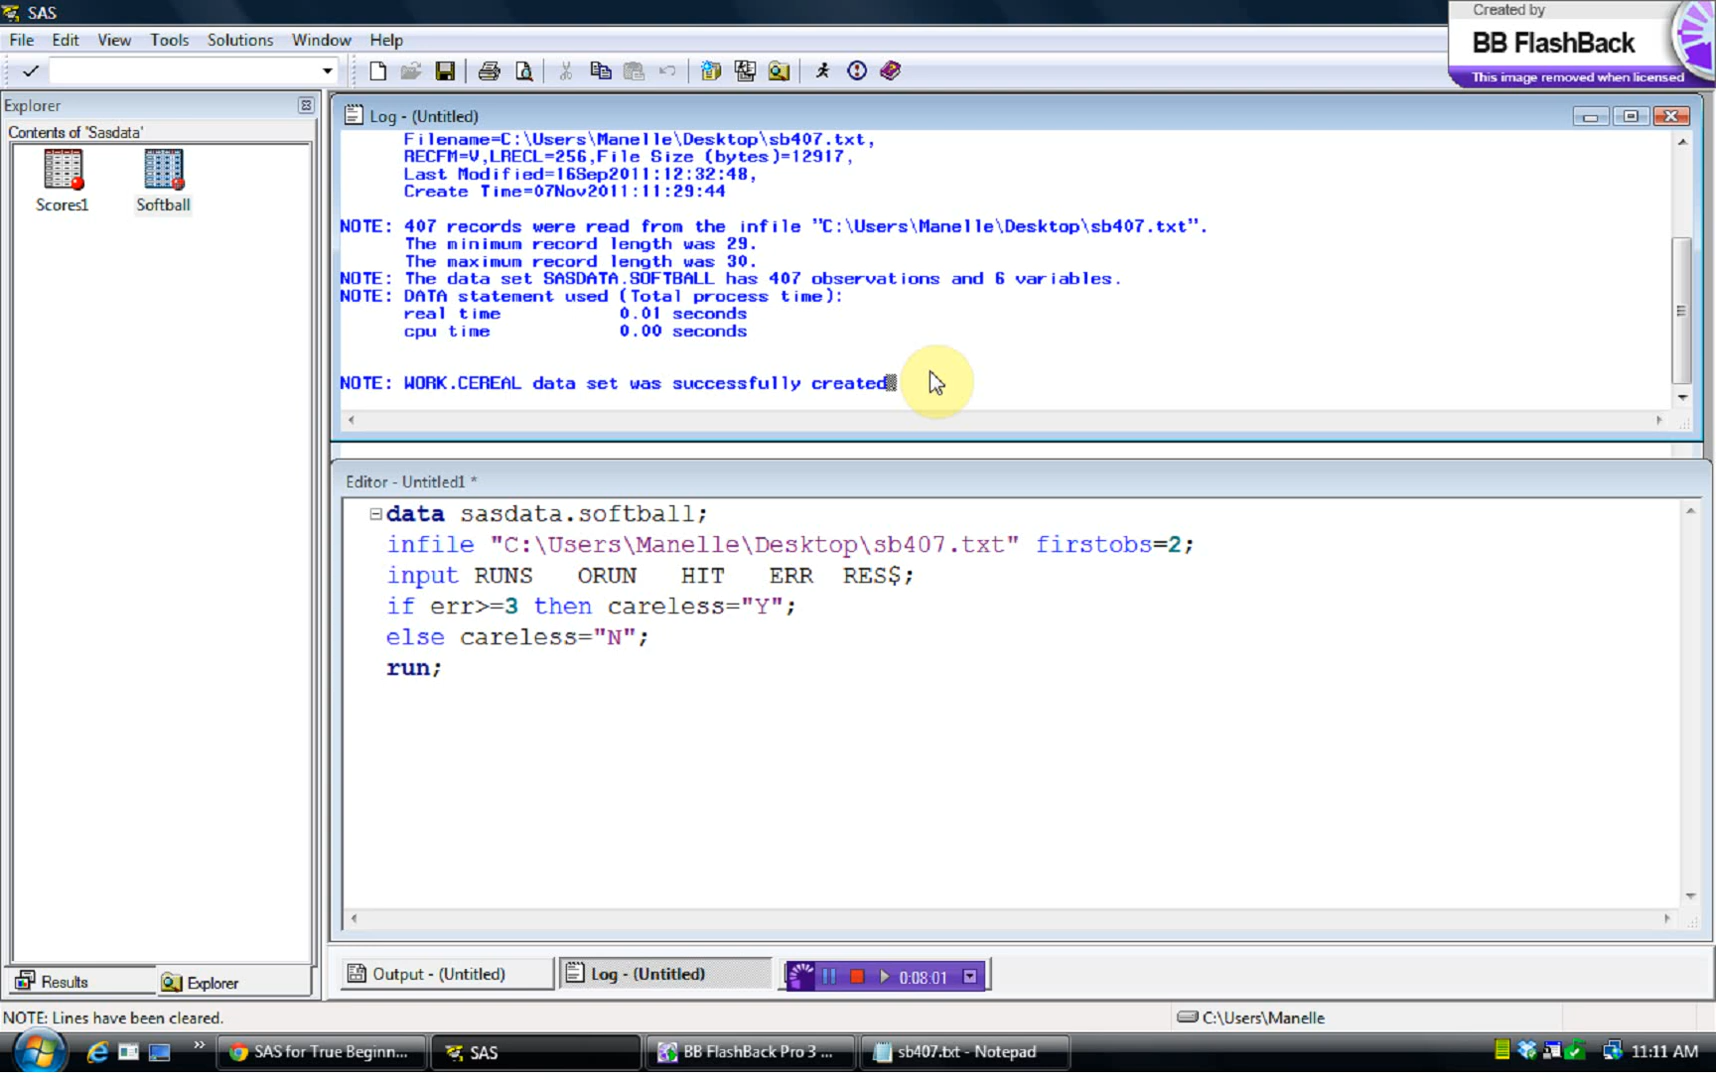 SAS
File Edit View Tools Solutions Window Help
Created by
BB FlashBack
This image removed when licensed
Explorer
Contents of 'Sasdata'
Scores1
Softball
Log - (Untitled)
Filename=C:\Users\Manelle\Desktop\sb407.txt,
RECFM=V,LRECL=256,File Size (bytes)=12917,
Last Modified=16Sep2011:12:32:48,
Create Time=07Nov2011:11:29:44
NOTE: 407 records were read from the infile "C:\Users\Manelle\Desktop\sb407.txt".
The minimum record length was 29.
The maximum record length was 30.
NOTE: The data set SASDATA.SOFTBALL has 407 observations and 6 variables.
NOTE: DATA statement used (Total process time):
real time 0.01 seconds
cpu time 0.00 seconds
NOTE: WORK.CEREAL data set was successfully created
Editor - Untitled1 *
data sasdata.softball;
infile "C:\Users\Manelle\Desktop\sb407.txt" firstobs=2;
input RUNS ORUN HIT ERR RES$;
if err>=3 then careless="Y";
else careless="N";
run;
Results
Explorer
Output - (Untitled)
Log - (Untitled)
0:08:01
NOTE: Lines have been cleared.
C:\Users\Manelle
SAS for True Beginn...
SAS
BB FlashBack Pro 3 ...
sb407.txt - Notepad
11:11 AM